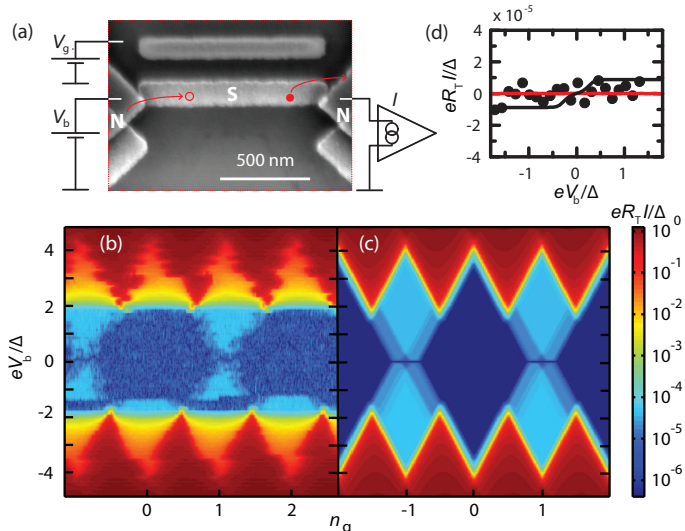 (a)
V_g
V_b
N
S
N
I
500 nm
(d)
x 10^-5
eR_T I/Δ
4
2
0
-2
-4
-1 0 1
eV_b/Δ
(b)
(c)
eR_T I/Δ_0
eV_b/Δ
4
2
0
-2
-4
0 1 2
-1 0 1
n_g
10^-1
10^-2
10^-3
10^-4
10^-5
10^-6